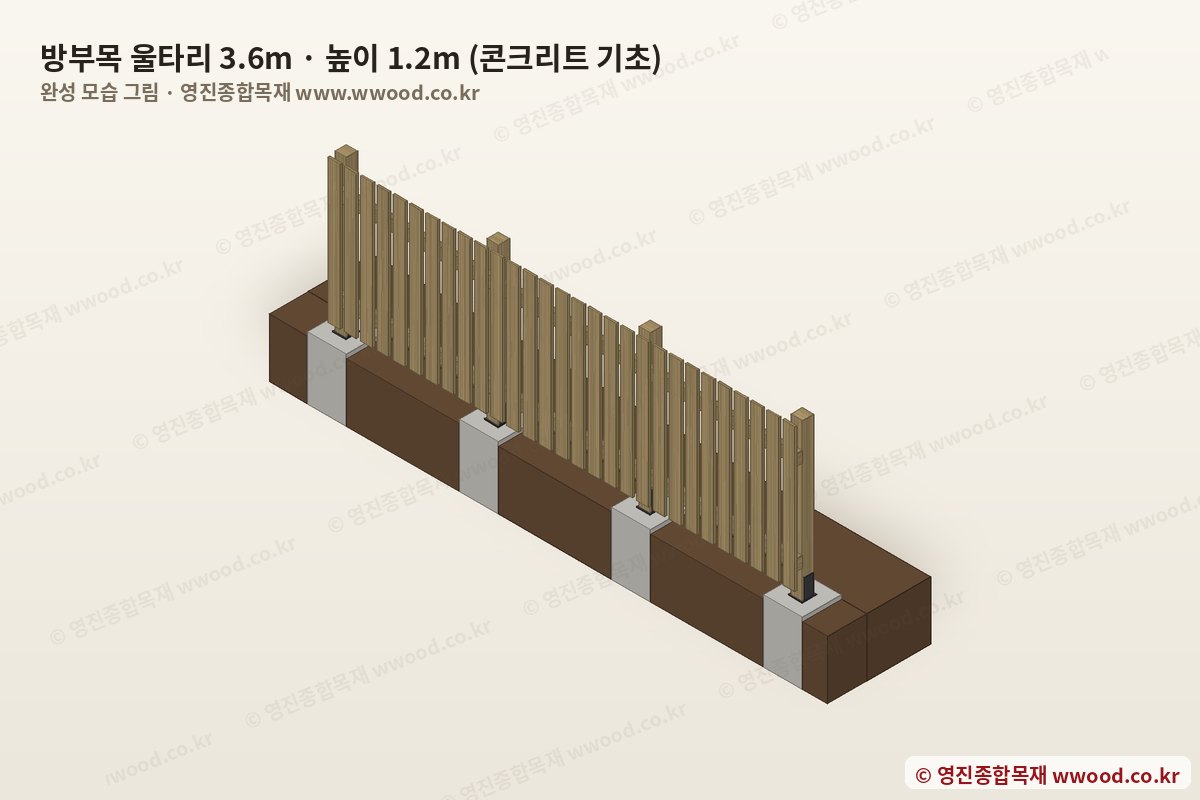 방부목 울타리 3.6m · 높이 1.2m (콘크리트 기초)
완성 모습 그림 · 영진종합목재 www.wwood.co.kr
© 영진종합목재 wwood.co.kr